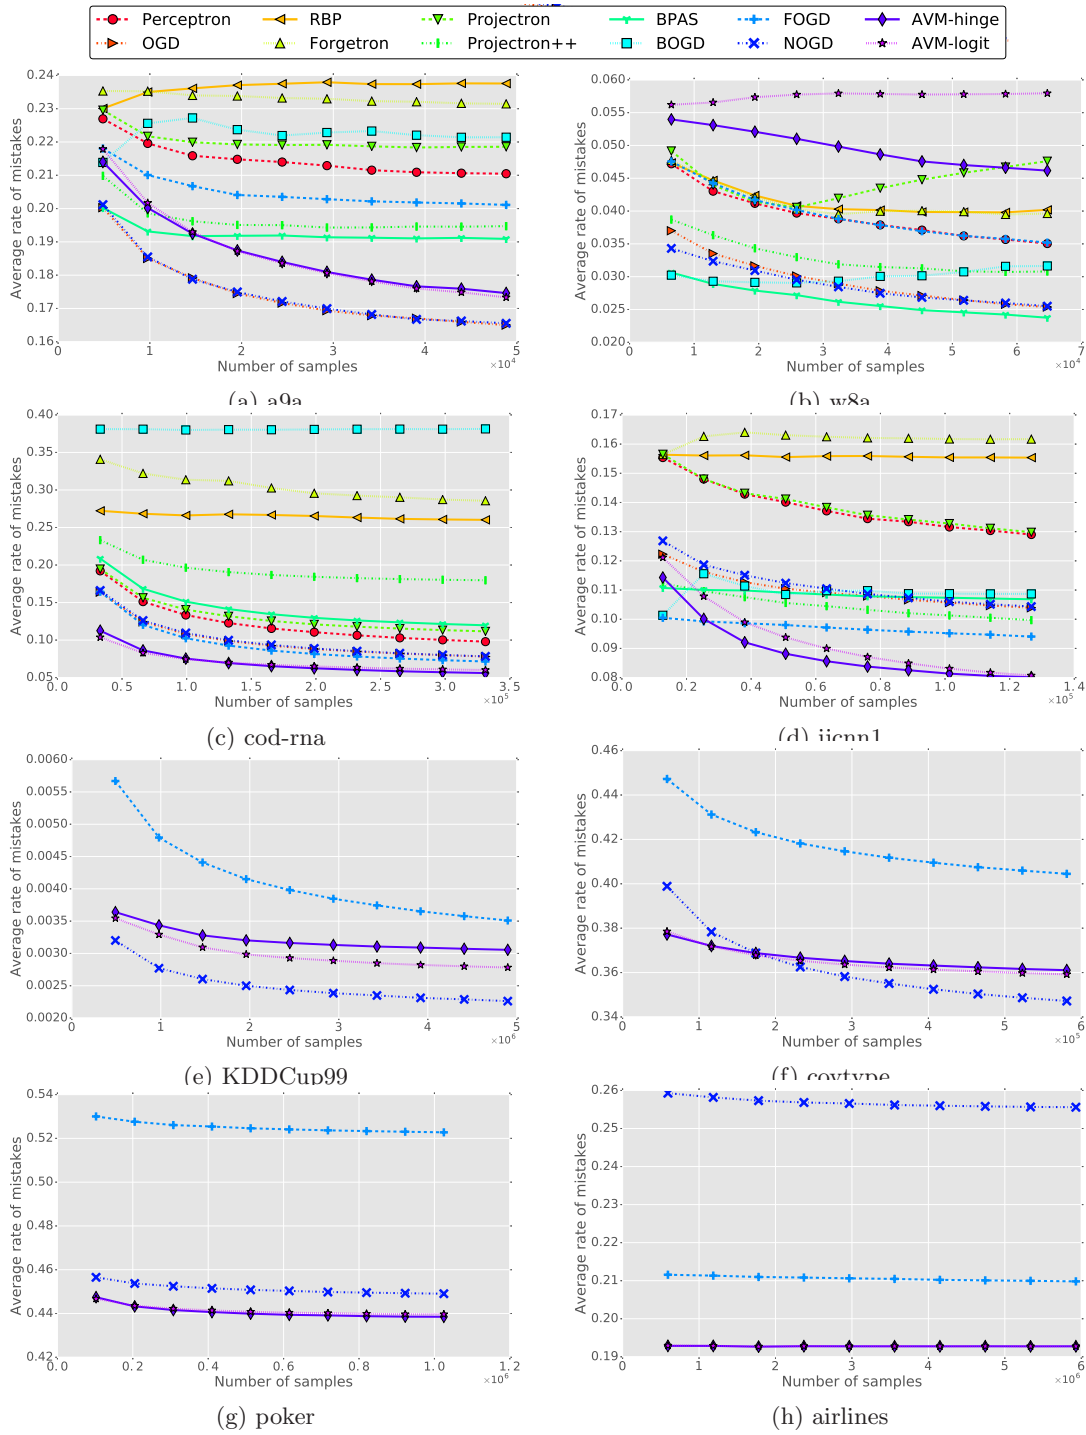 Perceptron RBP Projectron BPAS FOGD AVM-hinge
OGD Forgetron Projectron++ BOGD NOGD AVM-logit
0.24
0.23
0.22
0.21
0.20
0.19
0.18
0.17
0.16
Average rate of mistakes
0 1 2 3 4 5
×10⁴
Number of samples
(a) a9a
0.060
0.055
0.050
0.045
0.040
0.035
0.030
0.025
0.020
Average rate of mistakes
0 1 2 3 4 5 6 7
×10⁴
Number of samples
(b) w8a
0.40
0.35
0.30
0.25
0.20
0.15
0.10
0.05
Average rate of mistakes
0.0 0.5 1.0 1.5 2.0 2.5 3.0 3.5
×10⁵
Number of samples
(c) cod-rna
0.17
0.16
0.15
0.14
0.13
0.12
0.11
0.10
0.09
0.08
Average rate of mistakes
0.0 0.2 0.4 0.6 0.8 1.0 1.2 1.4
×10⁵
Number of samples
(d) ijcnn1
0.0060
0.0055
0.0050
0.0045
0.0040
0.0035
0.0030
0.0025
0.0020
Average rate of mistakes
0 1 2 3 4 5
×10⁶
Number of samples
(e) KDDCup99
0.46
0.44
0.42
0.40
0.38
0.36
0.34
Average rate of mistakes
0 1 2 3 4 5 6
×10⁵
Number of samples
(f) covtype
0.54
0.52
0.50
0.48
0.46
0.44
0.42
Average rate of mistakes
0.0 0.2 0.4 0.6 0.8 1.0 1.2
×10⁶
Number of samples
(g) poker
0.26
0.25
0.24
0.23
0.22
0.21
0.20
0.19
Average rate of mistakes
0 1 2 3 4 5 6
×10⁶
Number of samples
(h) airlines